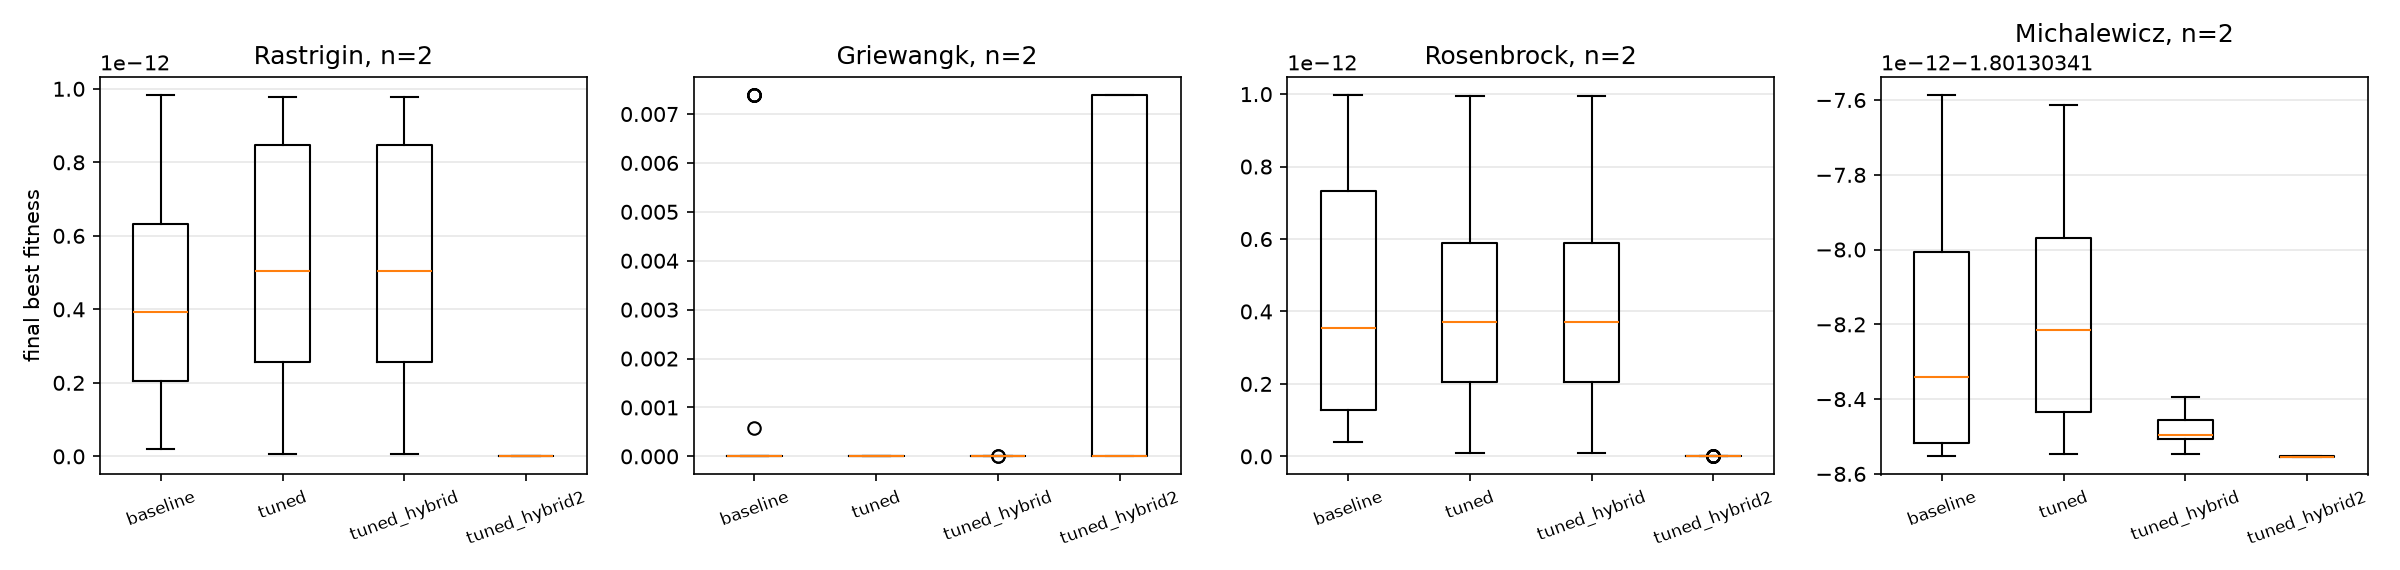 Rastrigin, n=2
1e−12
1.0
0.8
0.6
0.4
0.2
0.0
final best fitness
baseline
tuned
tuned_hybrid
tuned_hybrid2
Griewangk, n=2
0.007
0.006
0.005
0.004
0.003
0.002
0.001
0.000
baseline
tuned
tuned_hybrid
tuned_hybrid2
Rosenbrock, n=2
1e−12
1.0
0.8
0.6
0.4
0.2
0.0
baseline
tuned
tuned_hybrid
tuned_hybrid2
Michalewicz, n=2
1e−12−1.80130341
−7.6
−7.8
−8.0
−8.2
−8.4
−8.6
baseline
tuned
tuned_hybrid
tuned_hybrid2